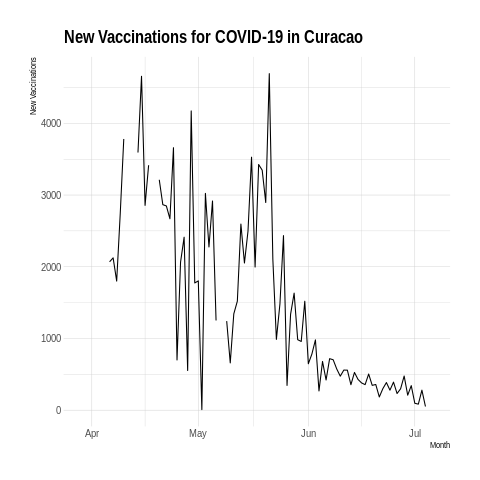 New Vaccinations for COVID-19 in Curacao
New Vaccinations
4000
3000
2000
1000
0
Apr May Jun Jul
Month